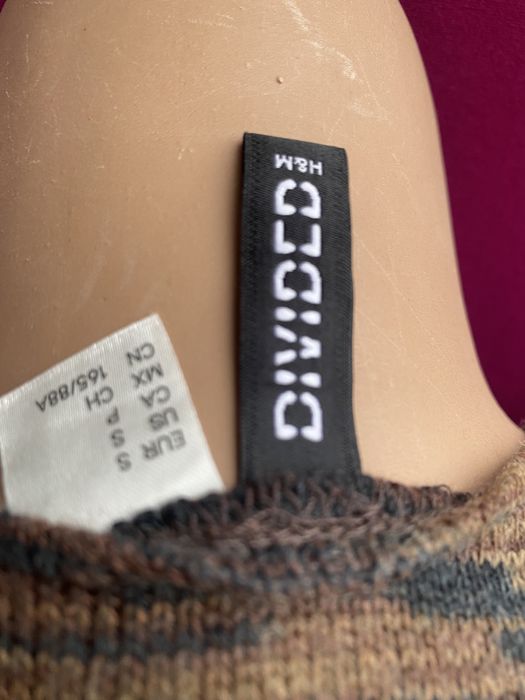 DIVIDED
H&M
EUR S
US S
CA P
MX CH
CN 165/88A